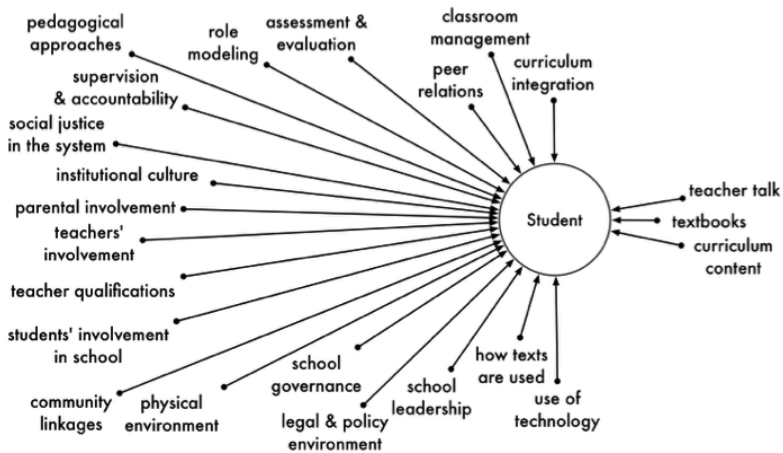 pedagogical
approaches
role
modeling
assessment &
evaluation
classroom
management
peer
relations
curriculum
integration
supervision
& accountability
social justice
in the system
institutional culture
parental involvement
teachers'
involvement
teacher qualifications
students' involvement
in school
community
linkages
physical
environment
school
governance
legal & policy
environment
school
leadership
how texts
are used
use of
technology
Student
teacher talk
textbooks
curriculum
content